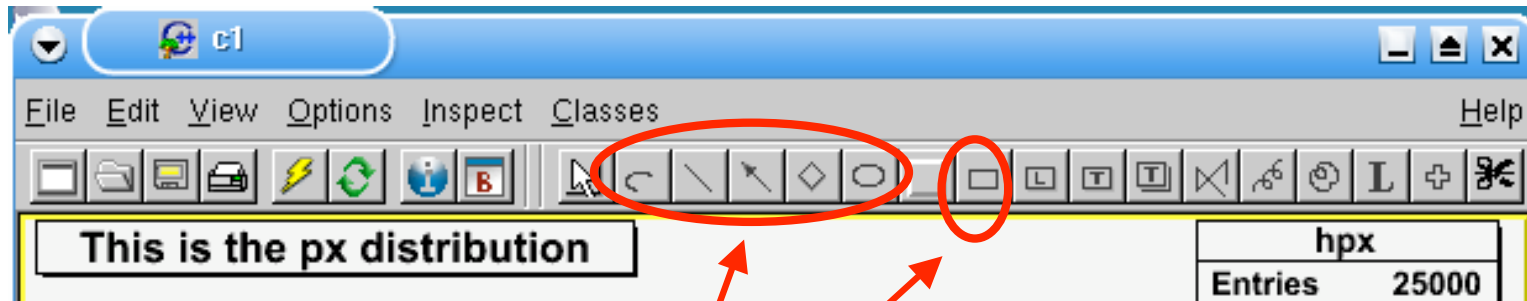 c1
File Edit View Options Inspect Classes Help
B L T T L
This is the px distribution
hpx
Entries 25000